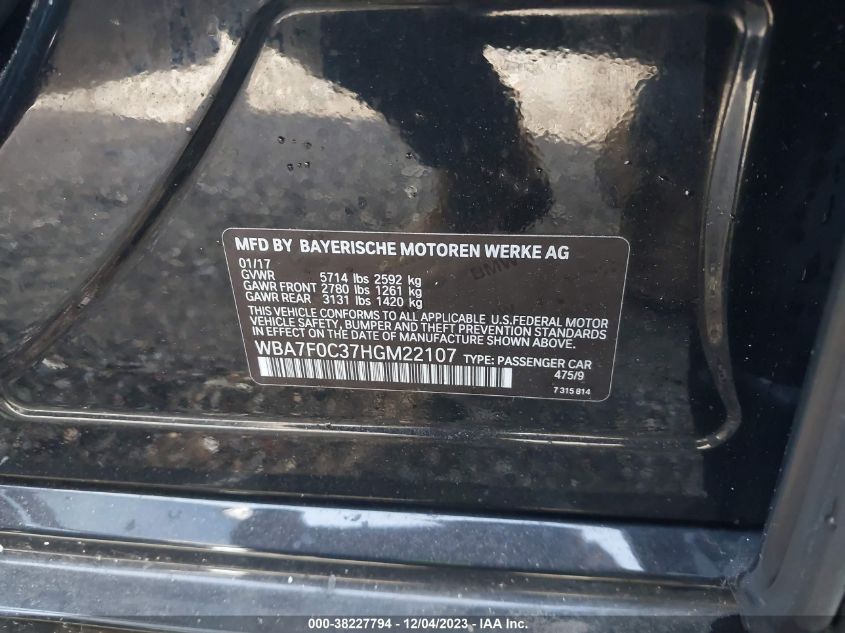 MFD BY BAYERISCHE MOTOREN WERKE AG
01/17
GVWR 5714 lbs 2592 kg
GAWR FRONT 2780 lbs 1261 kg
GAWR REAR 3131 lbs 1420 kg
THIS VEHICLE CONFORMS TO ALL APPLICABLE U.S.FEDERAL MOTOR
VEHICLE SAFETY, BUMPER AND THEFT PREVENTION STANDARDS
IN EFFECT ON THE DATE OF MANUFACTURE SHOWN ABOVE.
WBA7F0C37HGM22107 TYPE: PASSENGER CAR
475/9
7 315 814
BMW
000-38227794 - 12/04/2023 - IAA Inc.